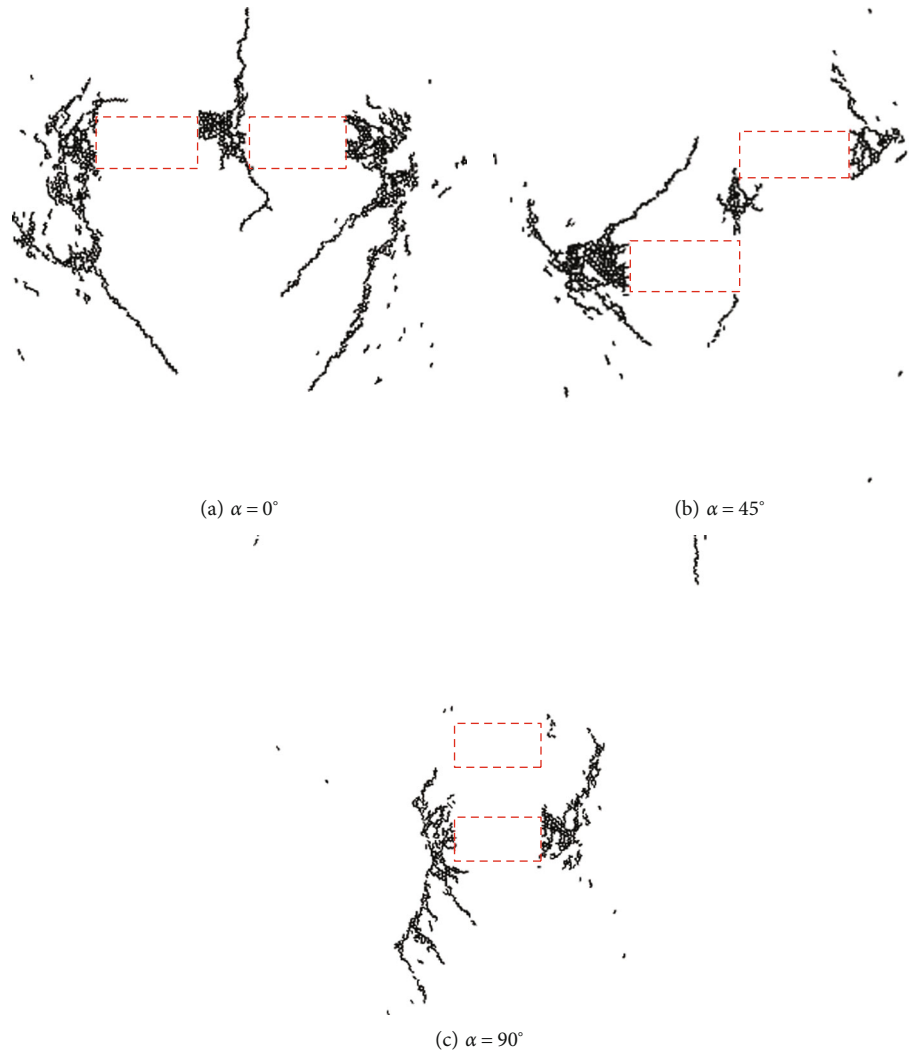 (a) α = 0°
(b) α = 45°
(c) α = 90°